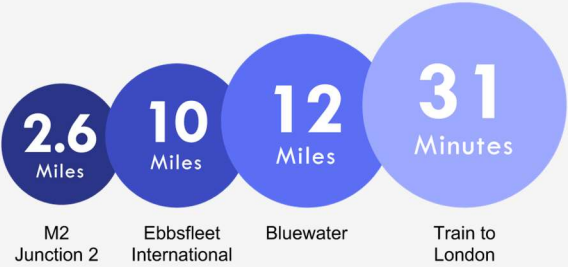 2.6
Miles
10
Miles
12
Miles
31
Minutes
M2
Junction 2
Ebbsfleet
International
Bluewater
Train to
London